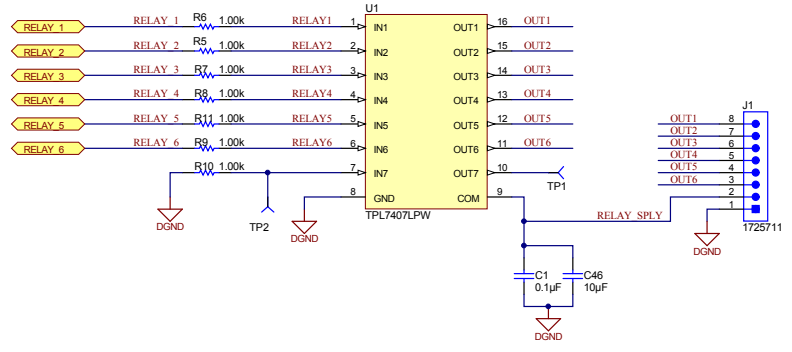 U1
RELAY_1 RELAY_1 R6 1.00k RELAY1 1 IN1 OUT1 16 OUT1
RELAY_2 RELAY_2 R5 1.00k RELAY2 2 IN2 OUT2 15 OUT2
RELAY_3 RELAY_3 R7 1.00k RELAY3 3 IN3 OUT3 14 OUT3
RELAY_4 RELAY_4 R8 1.00k RELAY4 4 IN4 OUT4 13 OUT4
RELAY_5 RELAY_5 R11 1.00k RELAY5 5 IN5 OUT5 12 OUT5
RELAY_6 RELAY_6 R9 1.00k RELAY6 6 IN6 OUT6 11 OUT6
R10 1.00k 7 IN7 OUT7 10 TP1
8 GND COM 9
TPL7407LPW
DGND TP2 DGND
RELAY_SPLY
J1
OUT1 8
OUT2 7
OUT3 6
OUT4 5
OUT5 4
OUT6 3
2
1
1725711
DGND
C1 0.1µF
C46 10µF
DGND